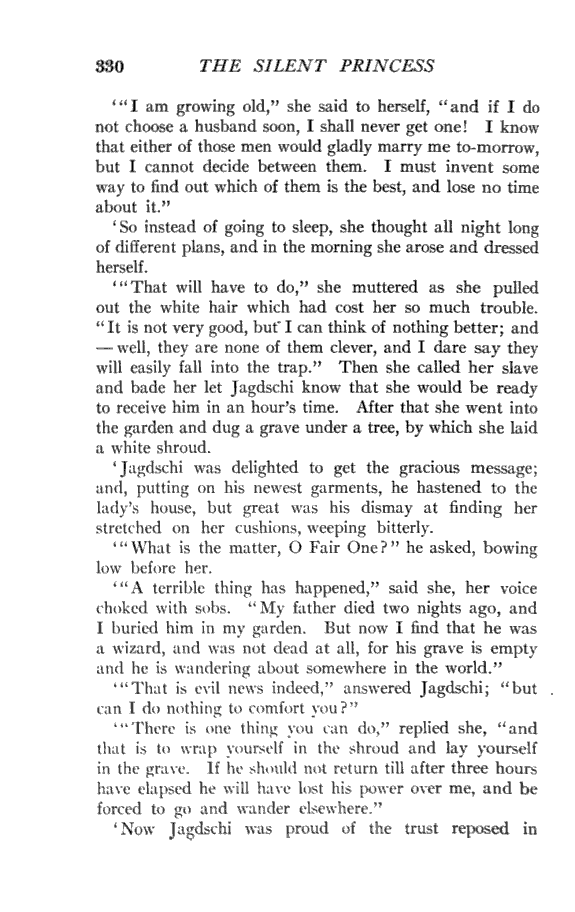 330 THE SILENT PRINCESS
‘“I am growing old,” she said to herself, “and if I do
not choose a husband soon, I shall never get one! I know
that either of those men would gladly marry me to-morrow,
but I cannot decide between them. I must invent some
way to find out which of them is the best, and lose no time
about it.”
‘So instead of going to sleep, she thought all night long
of different plans, and in the morning she arose and dressed
herself.
‘“That will have to do,” she muttered as she pulled
out the white hair which had cost her so much trouble.
“It is not very good, but I can think of nothing better; and
—well, they are none of them clever, and I dare say they
will easily fall into the trap.” Then she called her slave
and bade her let Jagdschi know that she would be ready
to receive him in an hour’s time. After that she went into
the garden and dug a grave under a tree, by which she laid
a white shroud.
‘Jagdschi was delighted to get the gracious message;
and, putting on his newest garments, he hastened to the
lady’s house, but great was his dismay at finding her
stretched on her cushions, weeping bitterly.
‘“What is the matter, O Fair One?” he asked, bowing
low before her.
‘“A terrible thing has happened,” said she, her voice
choked with sobs. “My father died two nights ago, and
I buried him in my garden. But now I find that he was
a wizard, and was not dead at all, for his grave is empty
and he is wandering about somewhere in the world.”
‘“That is evil news indeed,” answered Jagdschi; “but
can I do nothing to comfort you?”
‘“There is one thing you can do,” replied she, “and
that is to wrap yourself in the shroud and lay yourself
in the grave. If he should not return till after three hours
have elapsed he will have lost his power over me, and be
forced to go and wander elsewhere.”
‘Now Jagdschi was proud of the trust reposed in